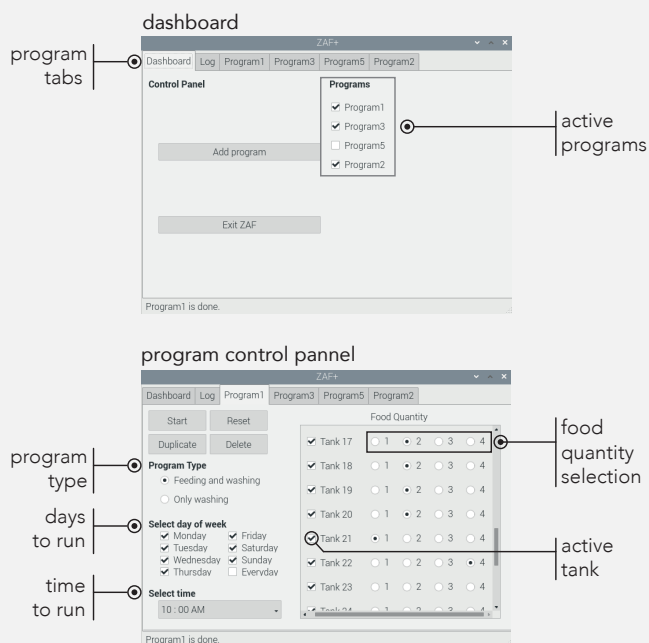 dashboard
ZAF+
program
tabs
Dashboard Log Program1 Program3 Program5 Program2
Control Panel
Programs
Program1
Program3
Program5
Program2
active
programs
Add program
Exit ZAF
Program1 is done.
program control pannel
ZAF+
Dashboard Log Program1 Program3 Program5 Program2
Start Reset
Duplicate Delete
program
type
Program Type
Feeding and washing
Only washing
days
to run
Select day of week
Monday Friday
Tuesday Saturday
Wednesday Sunday
Thursday Everyday
time
to run
Select time
10 : 00 AM
Food Quantity
Tank 17 1 2 3 4
Tank 18 1 2 3 4
Tank 19 1 2 3 4
Tank 20 1 2 3 4
Tank 21 1 2 3 4
Tank 22 1 2 3 4
Tank 23 1 2 3 4
Tank 24 1 2 3 4
food
quantity
selection
active
tank
Program1 is done.